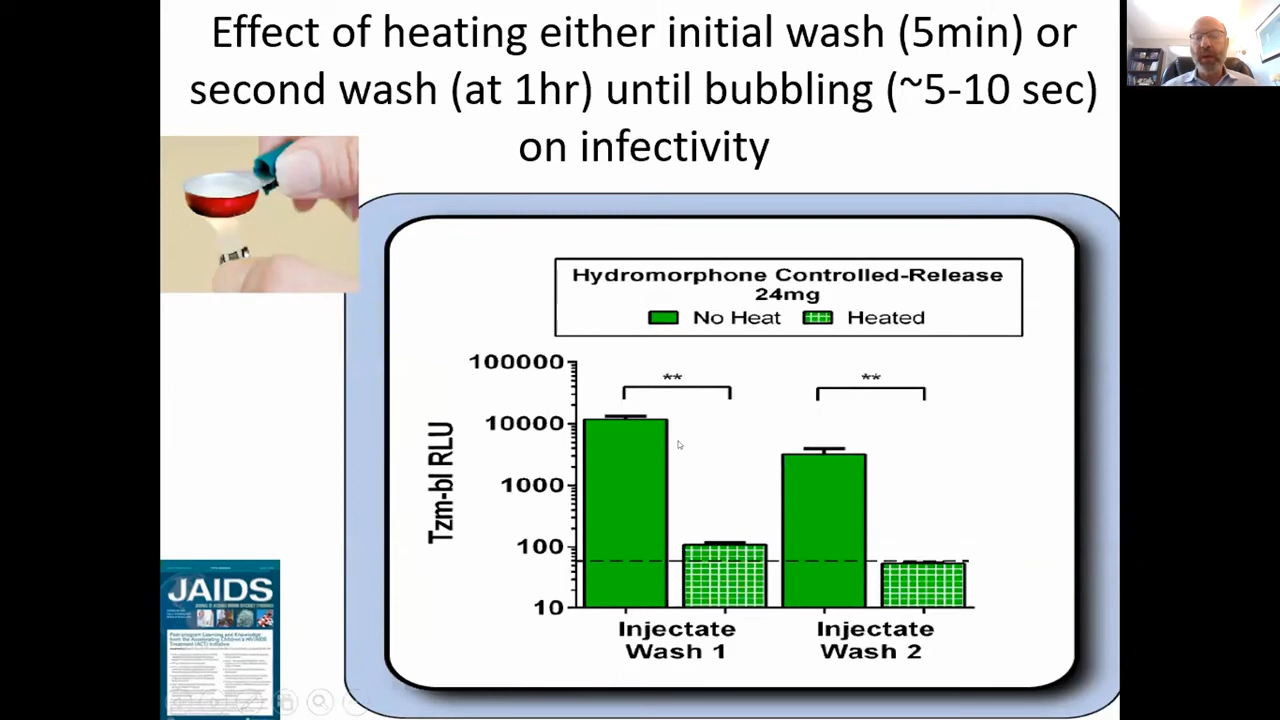 Effect of heating either initial wash (5min) or
second wash (at 1hr) until bubbling (~5-10 sec)
on infectivity
Hydromorphone Controlled-Release
24mg
No Heat
Heated
100000
10000
1000
100
10
Tzm-bl RLU
**
**
Injectate
Wash 1
Injectate
Wash 2
JAIDS